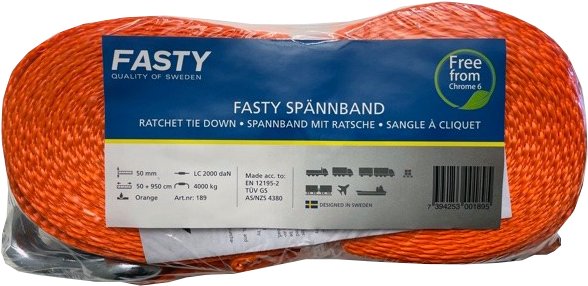 FASTY
QUALITY OF SWEDEN
Free
from
Chrome 6
FASTY SPÄNNBAND
RATCHET TIE DOWN • SPANNBAND MIT RATSCHE • SANGLE À CLIQUET
50 mm
LC 2000 daN
50 + 950 cm
4000 kg
Orange
Art.nr: 189
Made acc. to:
EN 12195-2
TÜV GS
AS/NZS 4380
DESIGNED IN SWEDEN
7 394253 001895